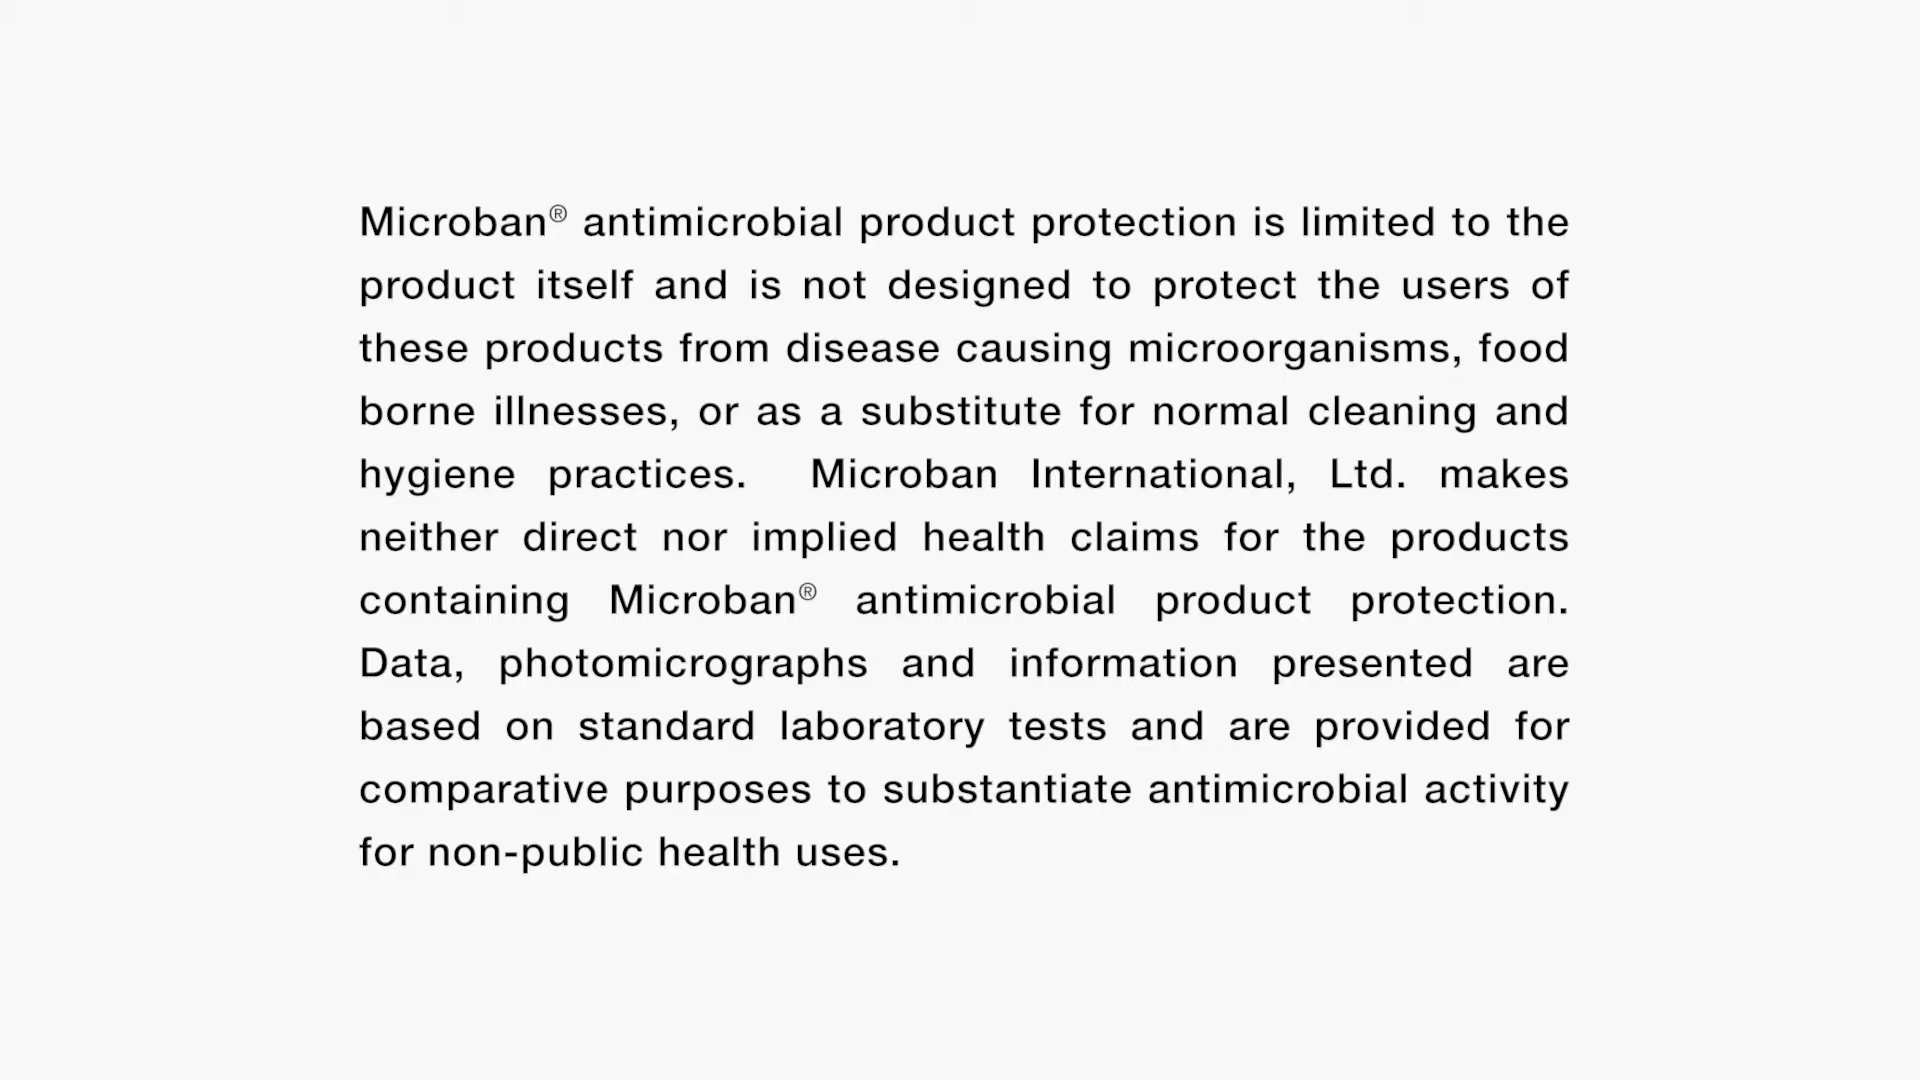 Microban® antimicrobial product protection is limited to the
product itself and is not designed to protect the users of
these products from disease causing microorganisms, food
borne illnesses, or as a substitute for normal cleaning and
hygiene practices. Microban International, Ltd. makes
neither direct nor implied health claims for the products
containing Microban® antimicrobial product protection.
Data, photomicrographs and information presented are
based on standard laboratory tests and are provided for
comparative purposes to substantiate antimicrobial activity
for non-public health uses.